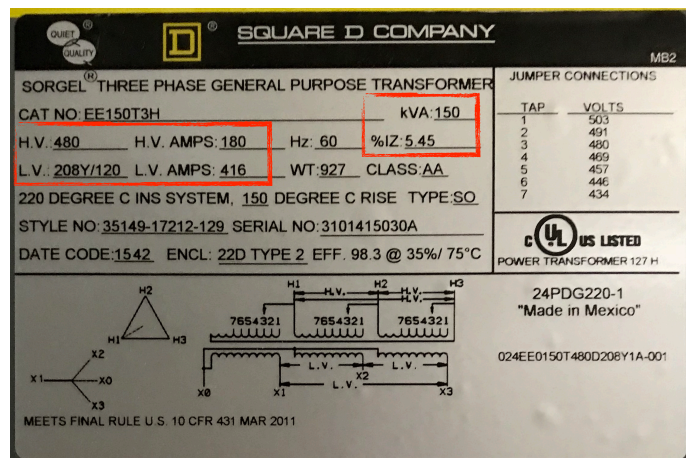 QUIET QUALITY ®
D ®
SQUARE D COMPANY
MB2
SORGEL® THREE PHASE GENERAL PURPOSE TRANSFORMER
CAT NO: EE150T3H kVA: 150
H.V.: 480 H.V. AMPS: 180 Hz: 60 %IZ: 5.45
L.V.: 208Y/120 L.V. AMPS: 416 WT: 927 CLASS: AA
220 DEGREE C INS SYSTEM, 150 DEGREE C RISE TYPE: SO
STYLE NO: 35149-17212-129 SERIAL NO: 3101415030A
DATE CODE: 1542 ENCL: 22D TYPE 2 EFF. 98.3 @ 35%/ 75°C
JUMPER CONNECTIONS
TAP VOLTS
1 503
2 491
3 480
4 469
5 457
6 446
7 434
c UL US LISTED
POWER TRANSFORMER 127 H
H2
H1 H3
X2
X1 X0
X3
H1 H2 H3
H.V. H.V.
H.V.
7654321 7654321 7654321
L.V. L.V.
X2
L.V.
X0 X1 X3
24PDG220-1
"Made in Mexico"
024EE0150T480D208Y1A-001
MEETS FINAL RULE U.S. 10 CFR 431 MAR 2011